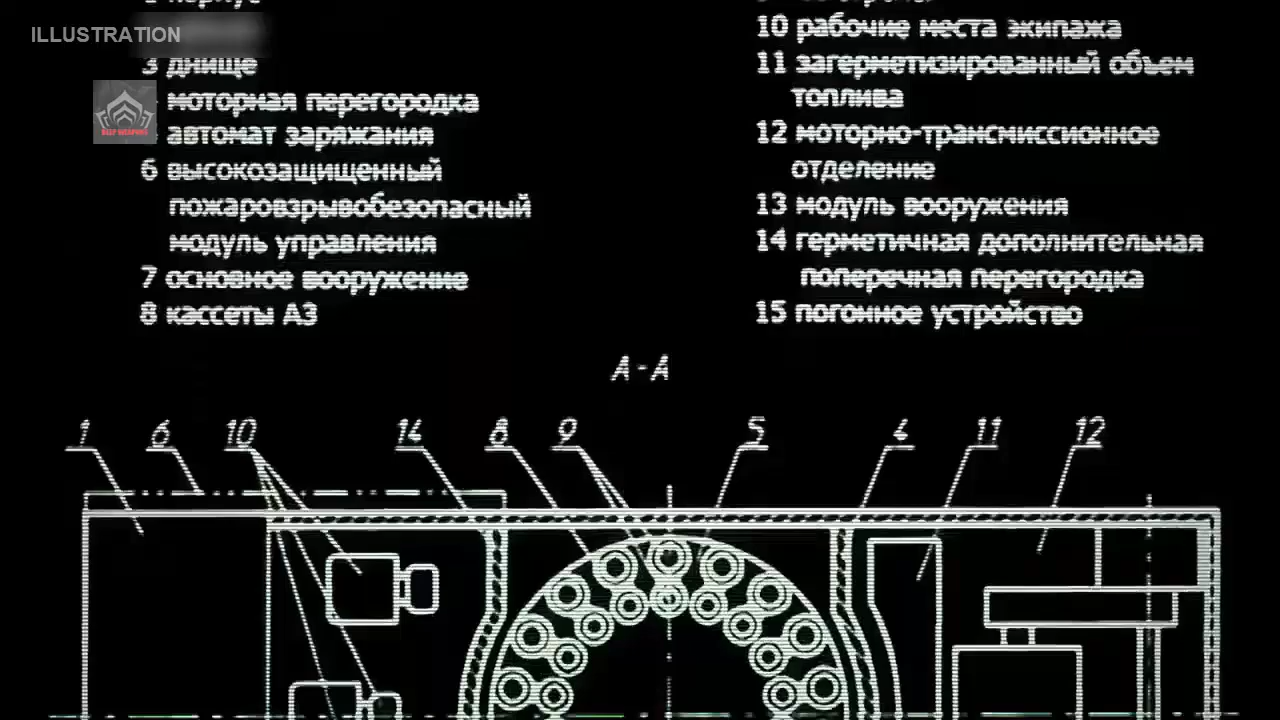 ILLUSTRATION
3 днище
моторная перегородка
автомат заряжания
6 высокозащищенный
пожаровзрывобезопасный
модуль управления
7 основное вооружение
8 кассеты АЗ
10 рабочие места экипажа
11 загерметизированный объем
топлива
12 моторно-трансмиссионное
отделение
13 модуль вооружения
14 герметичная дополнительная
поперечная перегородка
15 погонное устройство
А-А
1 6 10 14 8 9 5 4 11 12